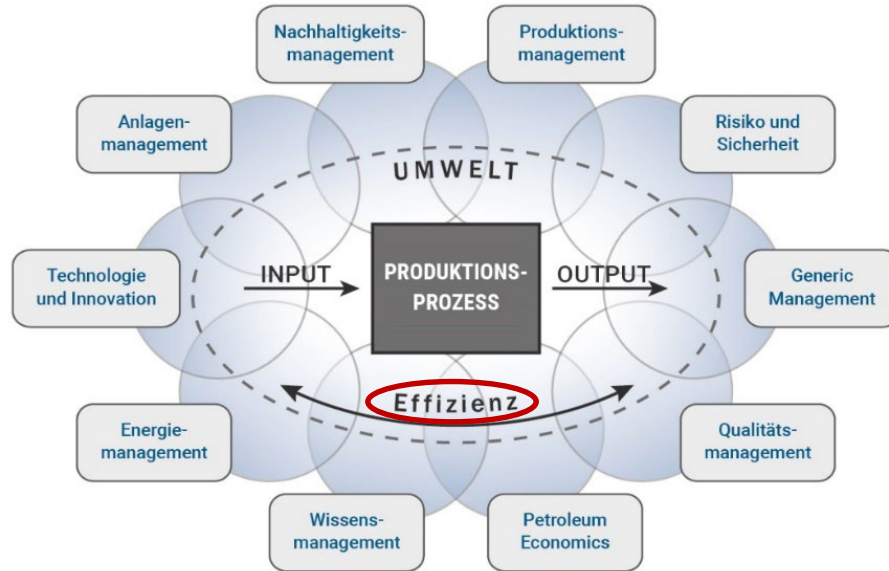 Nachhaltigkeits-
management
Produktions-
management
Anlagen-
management
Risiko und
Sicherheit
UMWELT
Technologie
und Innovation
INPUT
PRODUKTIONS-
PROZESS
OUTPUT
Generic
Management
Effizienz
Energie-
management
Qualitäts-
management
Wissens-
management
Petroleum
Economics